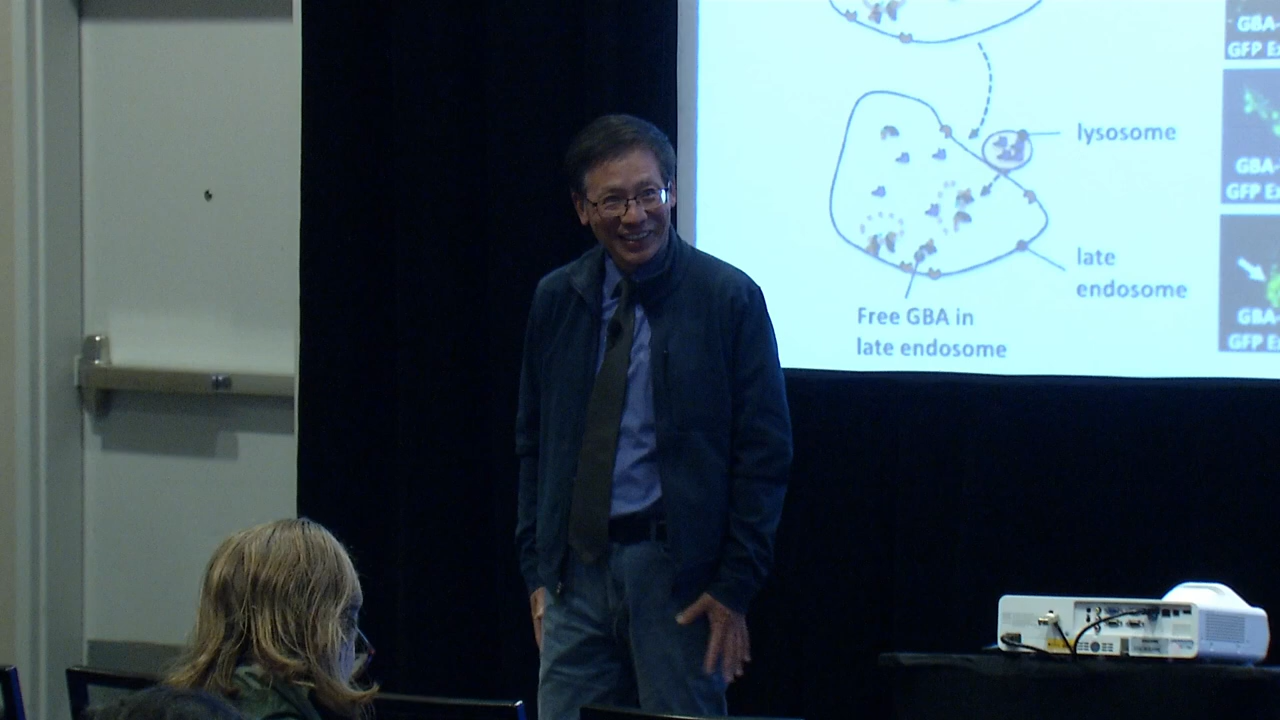 lysosome
late
endosome
Free GBA in
late endosome
GBA-
GFP Ex
GBA-
GFP Ex
GBA-
GFP Ex